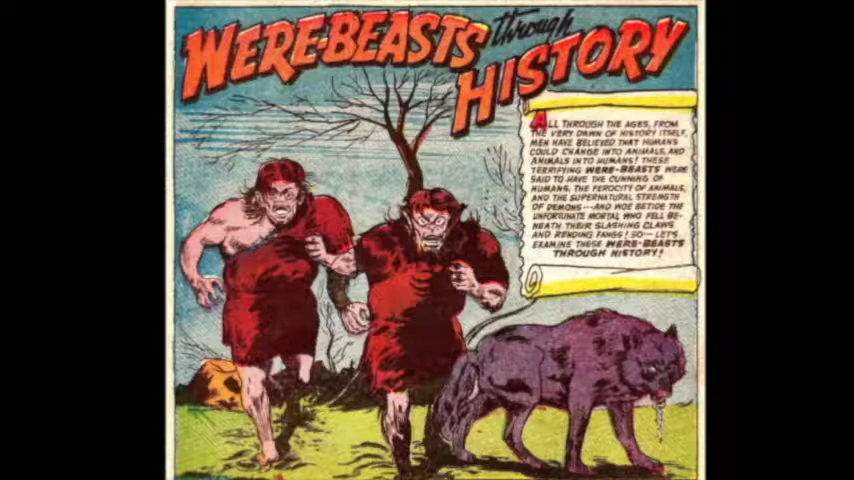 WERE-BEASTS through
HISTORY
ALL THROUGH THE AGES, FROM
THE VERY DAWN OF HISTORY ITSELF,
MEN HAVE BELIEVED THAT HUMANS
COULD CHANGE INTO ANIMALS, AND
ANIMALS INTO HUMANS! THESE
TERRIFYING WERE-BEASTS WERE
SAID TO HAVE THE CUNNING OF
HUMANS, THE FEROCITY OF ANIMALS,
AND THE SUPERNATURAL STRENGTH
OF DEMONS---AND WOE BETIDE THE
UNFORTUNATE MORTAL WHO FELL BE-
NEATH THEIR SLASHING CLAWS
AND RENDING FANGS! SO-- LET'S
EXAMINE THESE WERE-BEASTS
THROUGH HISTORY!